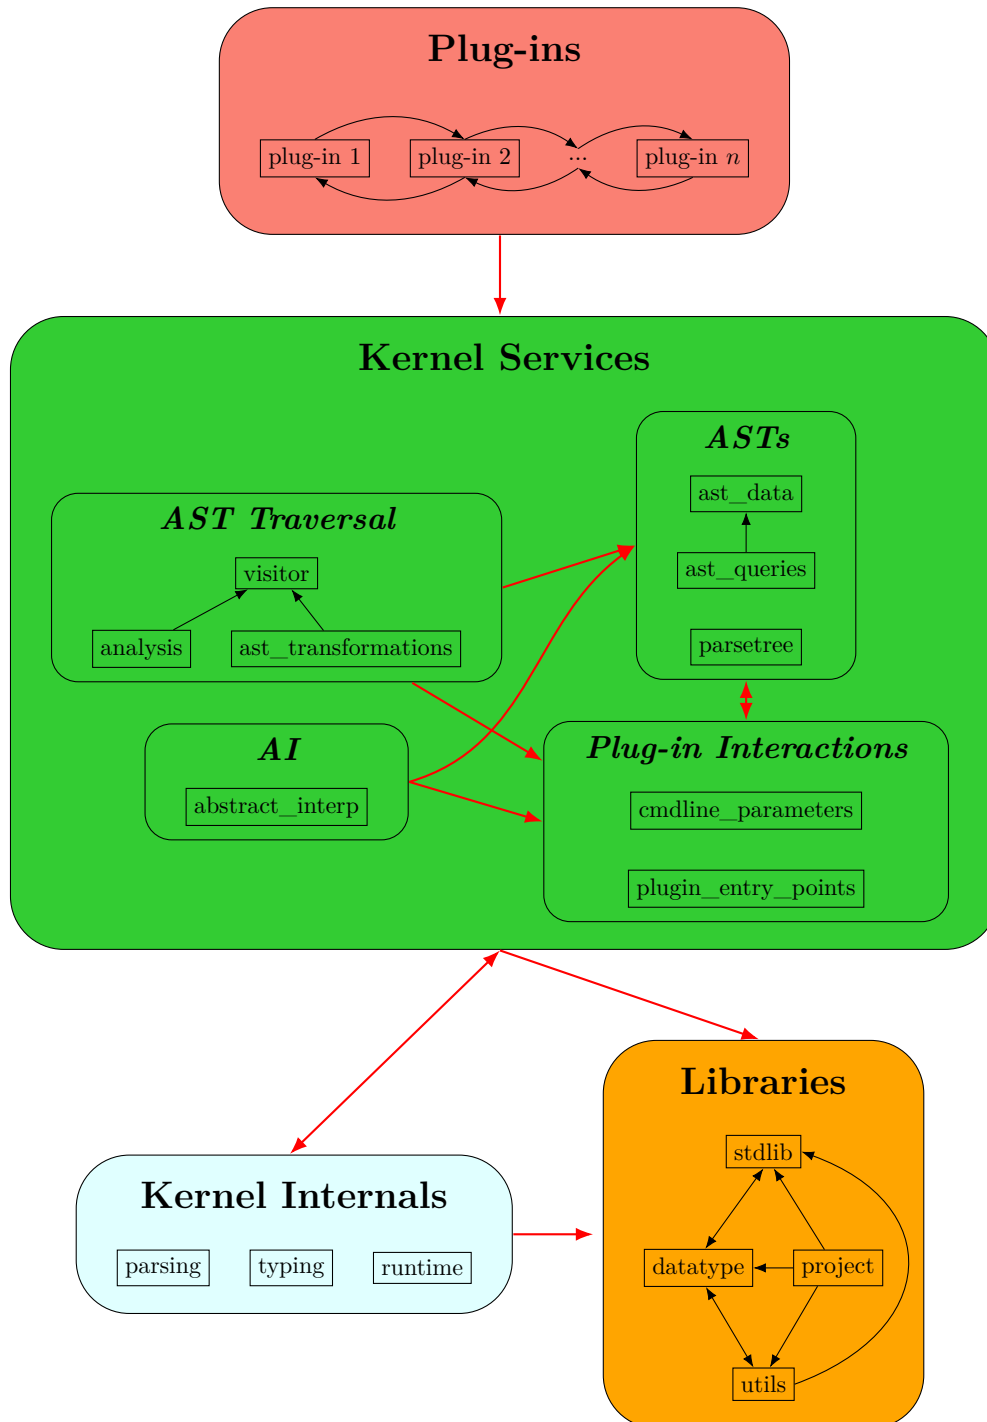 Plug-ins
plug-in 1
plug-in 2
...
plug-in n
Kernel Services
AST Traversal
visitor
analysis
ast_transformations
ASTs
ast_data
ast_queries
parsetree
AI
abstract_interp
Plug-in Interactions
cmdline_parameters
plugin_entry_points
Kernel Internals
parsing
typing
runtime
Libraries
stdlib
datatype
project
utils